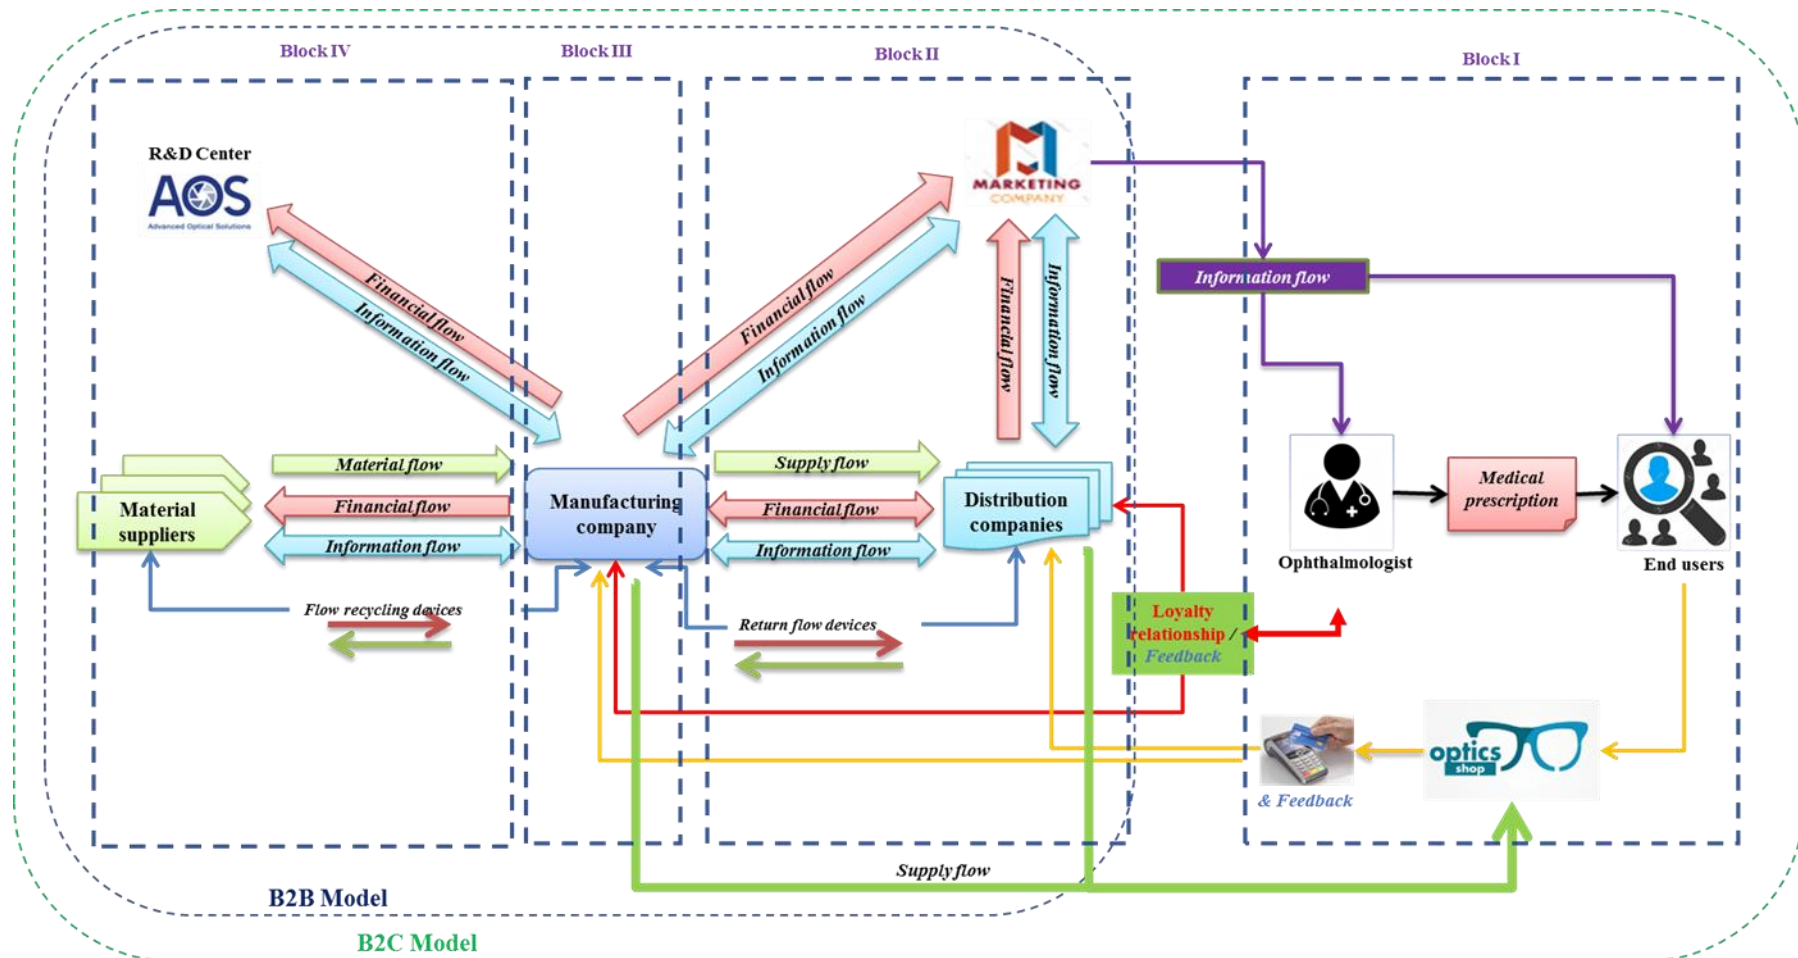 Block IV
Block III
Block II
Block I
R&D Center
AOS
Advanced Optical Solutions
MARKETING
COMPANY
Financial flow
Information flow
Financial flow
Information flow
Financial flow
Information flow
Information flow
Material flow
Financial flow
Information flow
Material
suppliers
Manufacturing
company
Supply flow
Financial flow
Information flow
Distribution
companies
Medical
prescription
Ophthalmologist
End users
Flow recycling devices
Return flow devices
Loyalty
relationship /
Feedback
optics
shop
& Feedback
Supply flow
B2B Model
B2C Model